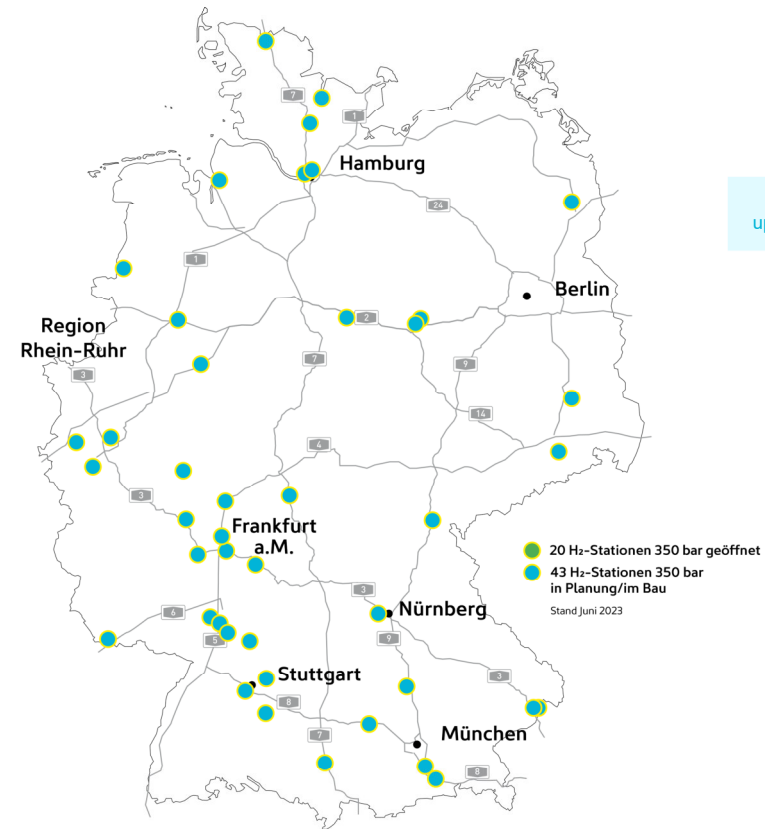 7
1
Hamburg
24
up
1
Berlin
Region
Rhein-Ruhr
2
7
3
9
14
4
3
Frankfurt
a.M.
20 H₂-Stationen 350 bar geöffnet
43 H₂-Stationen 350 bar
in Planung/im Bau
Stand Juni 2023
3
Nürnberg
6
5
9
Stuttgart
3
8
7
München
8